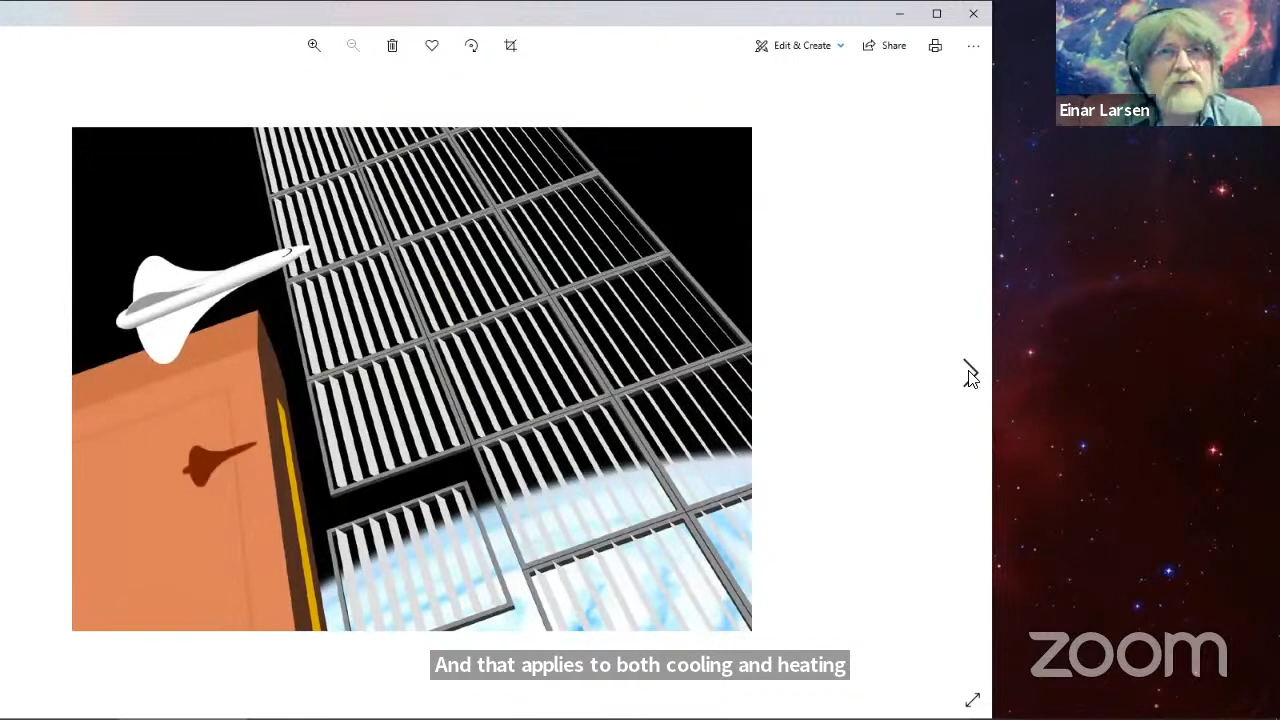 Edit & Create
Share
Einar Larsen
And that applies to both cooling and heating
zoom